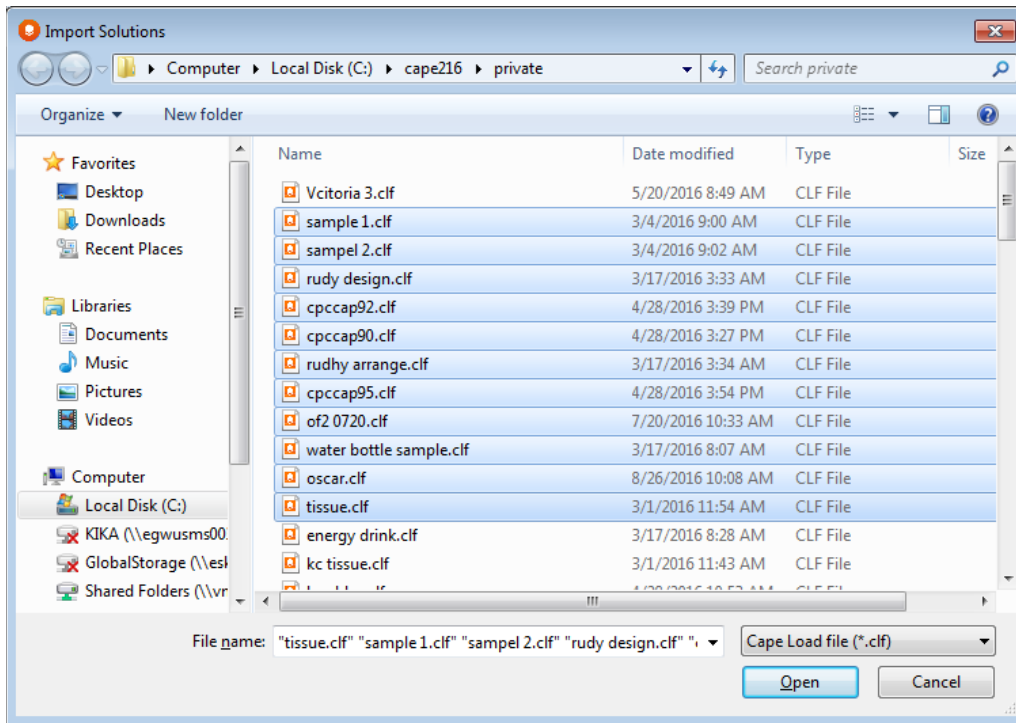 Import Solutions
Computer Local Disk (C:) cape216 private
Search private
Organize New folder
Favorites
Desktop
Downloads
Recent Places
Libraries
Documents
Music
Pictures
Videos
Computer
Local Disk (C:)
KIKA (\\egwusms00
GlobalStorage (\\esk
Shared Folders (\\vr
Name Date modified Type Size
Vcitoria 3.clf 5/20/2016 8:49 AM CLF File
sample 1.clf 3/4/2016 9:00 AM CLF File
sampel 2.clf 3/4/2016 9:02 AM CLF File
rudy design.clf 3/17/2016 3:33 AM CLF File
cpccap92.clf 4/28/2016 3:39 PM CLF File
cpccap90.clf 4/28/2016 3:27 PM CLF File
rudhy arrange.clf 3/17/2016 3:34 AM CLF File
cpccap95.clf 4/28/2016 3:54 PM CLF File
of2 0720.clf 7/20/2016 10:33 AM CLF File
water bottle sample.clf 3/17/2016 8:07 AM CLF File
oscar.clf 8/26/2016 10:08 AM CLF File
tissue.clf 3/1/2016 11:54 AM CLF File
energy drink.clf 3/17/2016 8:28 AM CLF File
kc tissue.clf 3/1/2016 11:43 AM CLF File
File name: "tissue.clf" "sample 1.clf" "sampel 2.clf" "rudy design.clf" "
Cape Load file (*.clf)
Open Cancel